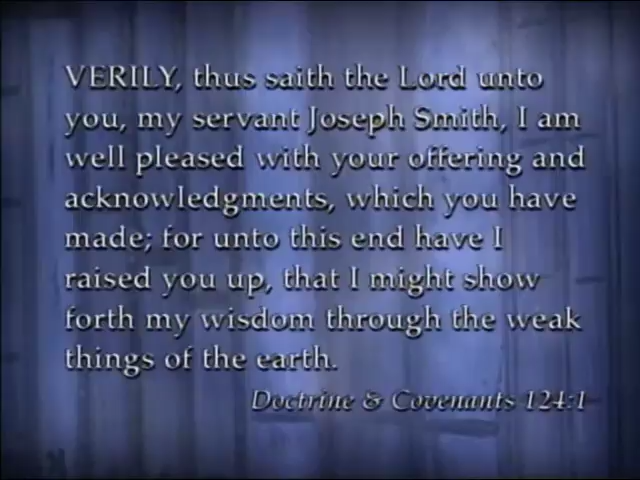 VERILY, thus saith the Lord unto
you, my servant Joseph Smith, I am
well pleased with your offering and
acknowledgments, which you have
made; for unto this end have I
raised you up, that I might show
forth my wisdom through the weak
things of the earth.
Doctrine & Covenants 124:1